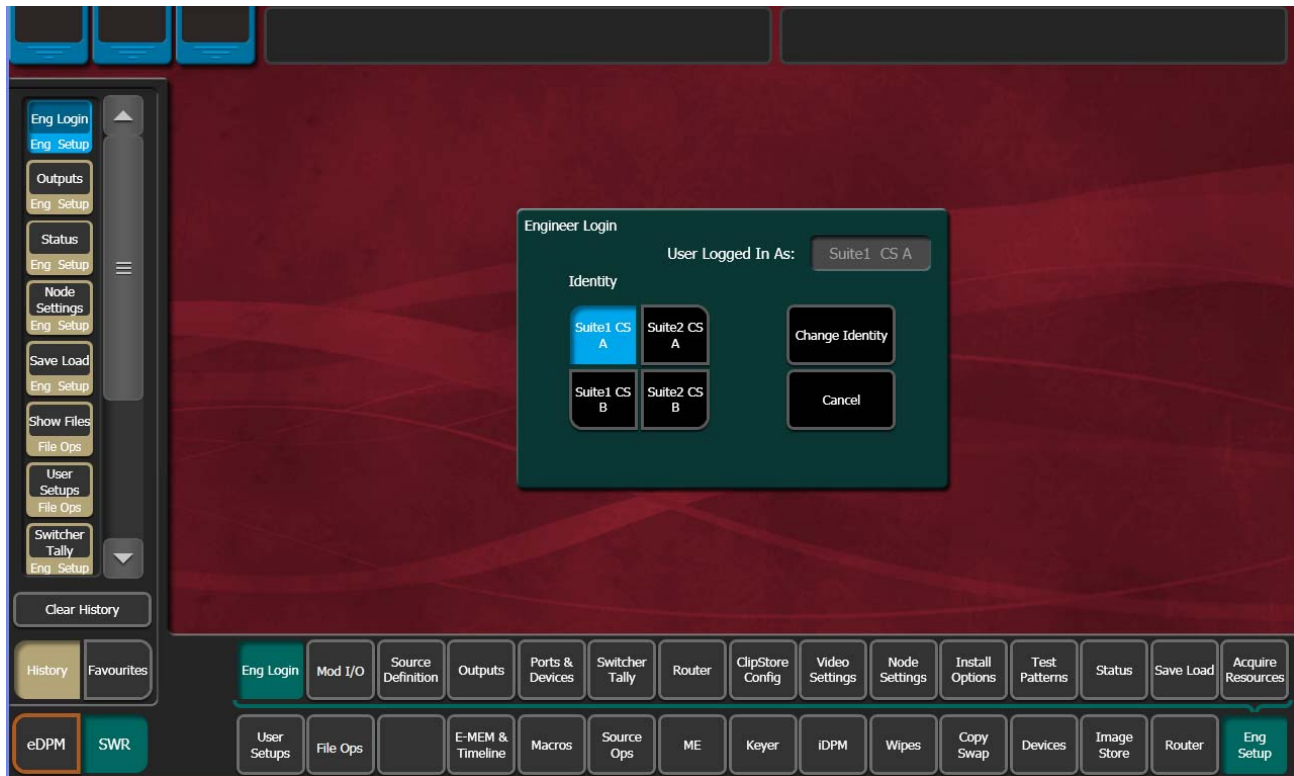 Eng Login
Eng Setup
Outputs
Eng Setup
Status
Eng Setup
Node
Settings
Eng Setup
Save Load
Eng Setup
Show Files
File Ops
User
Setups
File Ops
Switcher
Tally
Eng Setup
Clear History
History
Favourites
eDPM
SWR
Engineer Login
User Logged In As:
Suite1 CS A
Identity
Suite1 CS
A
Suite2 CS
A
Change Identity
Suite1 CS
B
Suite2 CS
B
Cancel
Eng Login
Mod I/O
Source
Definition
Outputs
Ports &
Devices
Switcher
Tally
Router
ClipStore
Config
Video
Settings
Node
Settings
Install
Options
Test
Patterns
Status
Save Load
Acquire
Resources
User
Setups
File Ops
E-MEM &
Timeline
Macros
Source
Ops
ME
Keyer
iDPM
Wipes
Copy
Swap
Devices
Image
Store
Router
Eng
Setup